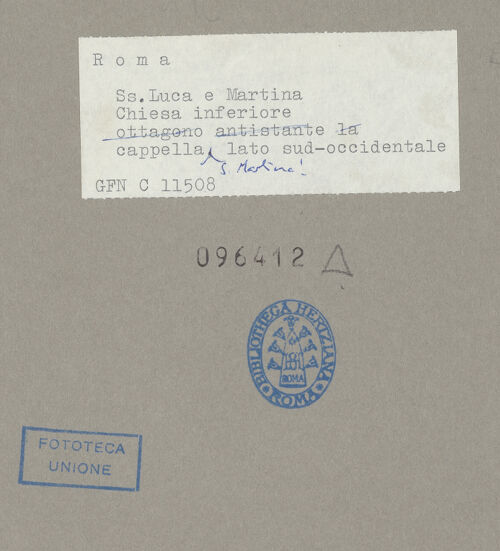 R o m a
Ss.Luca e Martina
Chiesa inferiore
ottagono antistante la
cappella, lato sud-occidentale
S. Martina!
GFN C 11508
096412
BIBLIOTHECA HERTZIANA
ROMA
ROMA
FOTOTECA
UNIONE